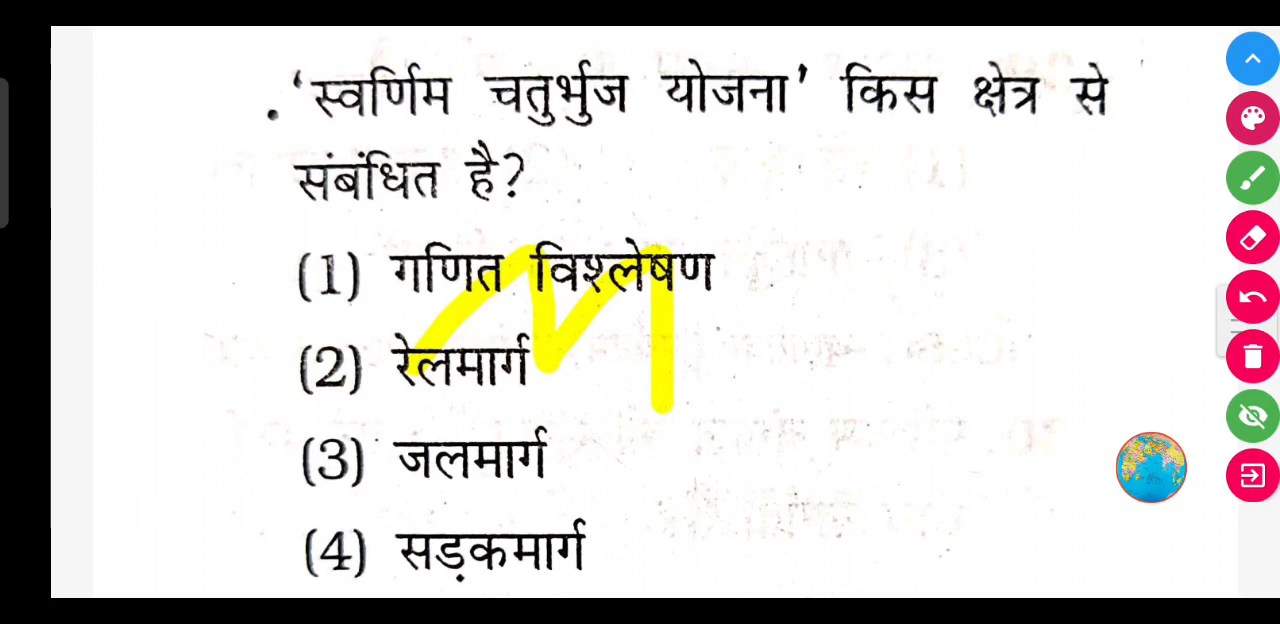 . ‘स्वर्णिम चतुर्भुज योजना’ किस क्षेत्र से
संबंधित है?
(1) गणित विश्लेषण
(2) रेलमार्ग
(3) जलमार्ग
(4) सड़कमार्ग